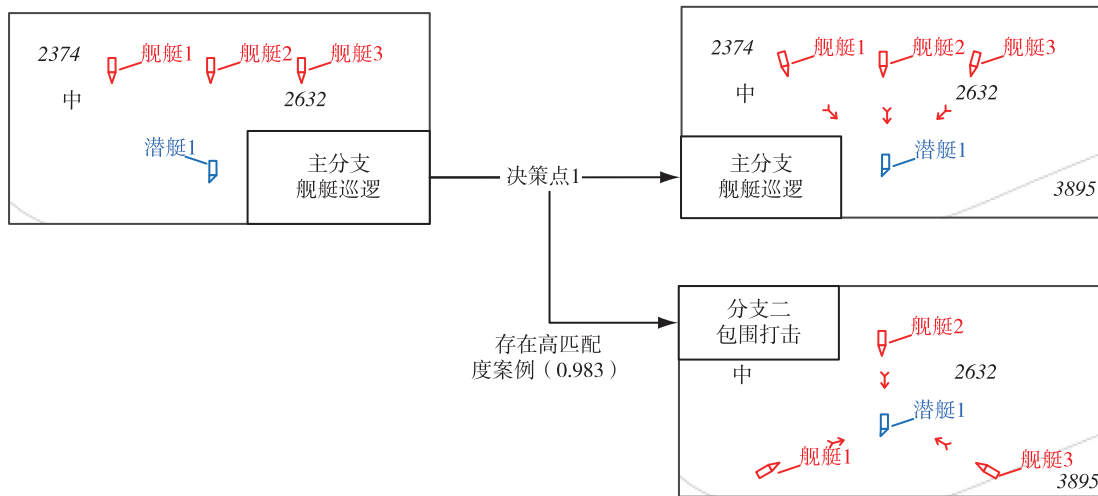 2374
舰艇1
舰艇2
舰艇3
中
2632
潜艇1
主分支
舰艇巡逻
决策点1
2374
舰艇1
舰艇2
舰艇3
中
2632
潜艇1
主分支
舰艇巡逻
3895
存在高匹配
度案例（0.983）
分支二
包围打击
舰艇2
中
2632
潜艇1
舰艇1
舰艇3
3895